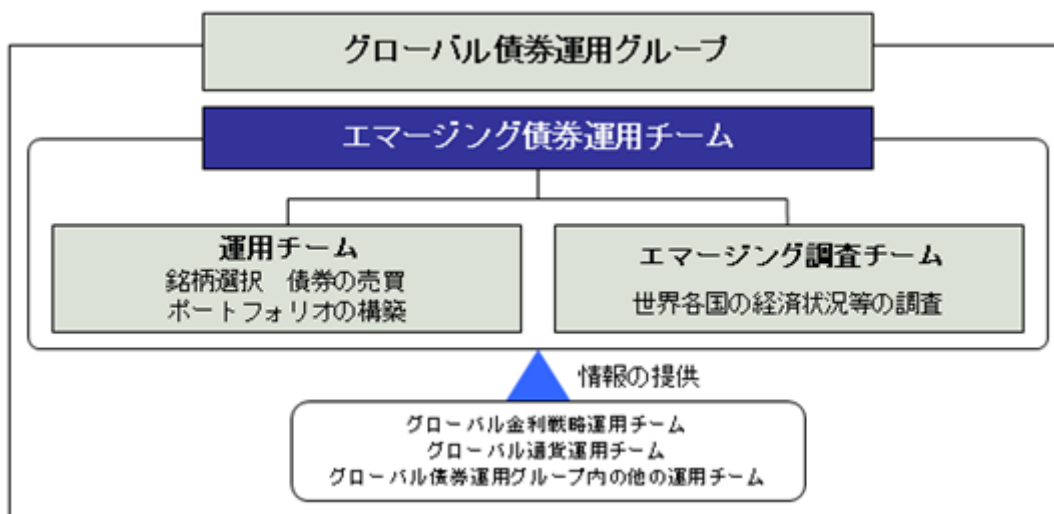 グローバル債券運用グループ
エマージング債券運用チーム
運用チーム
銘柄選択　債券の売買
ポートフォリオの構築
エマージング調査チーム
世界各国の経済状況等の調査
情報の提供
グローバル金利戦略運用チーム
グローバル通貨運用チーム
グローバル債券運用グループ内の他の運用チーム